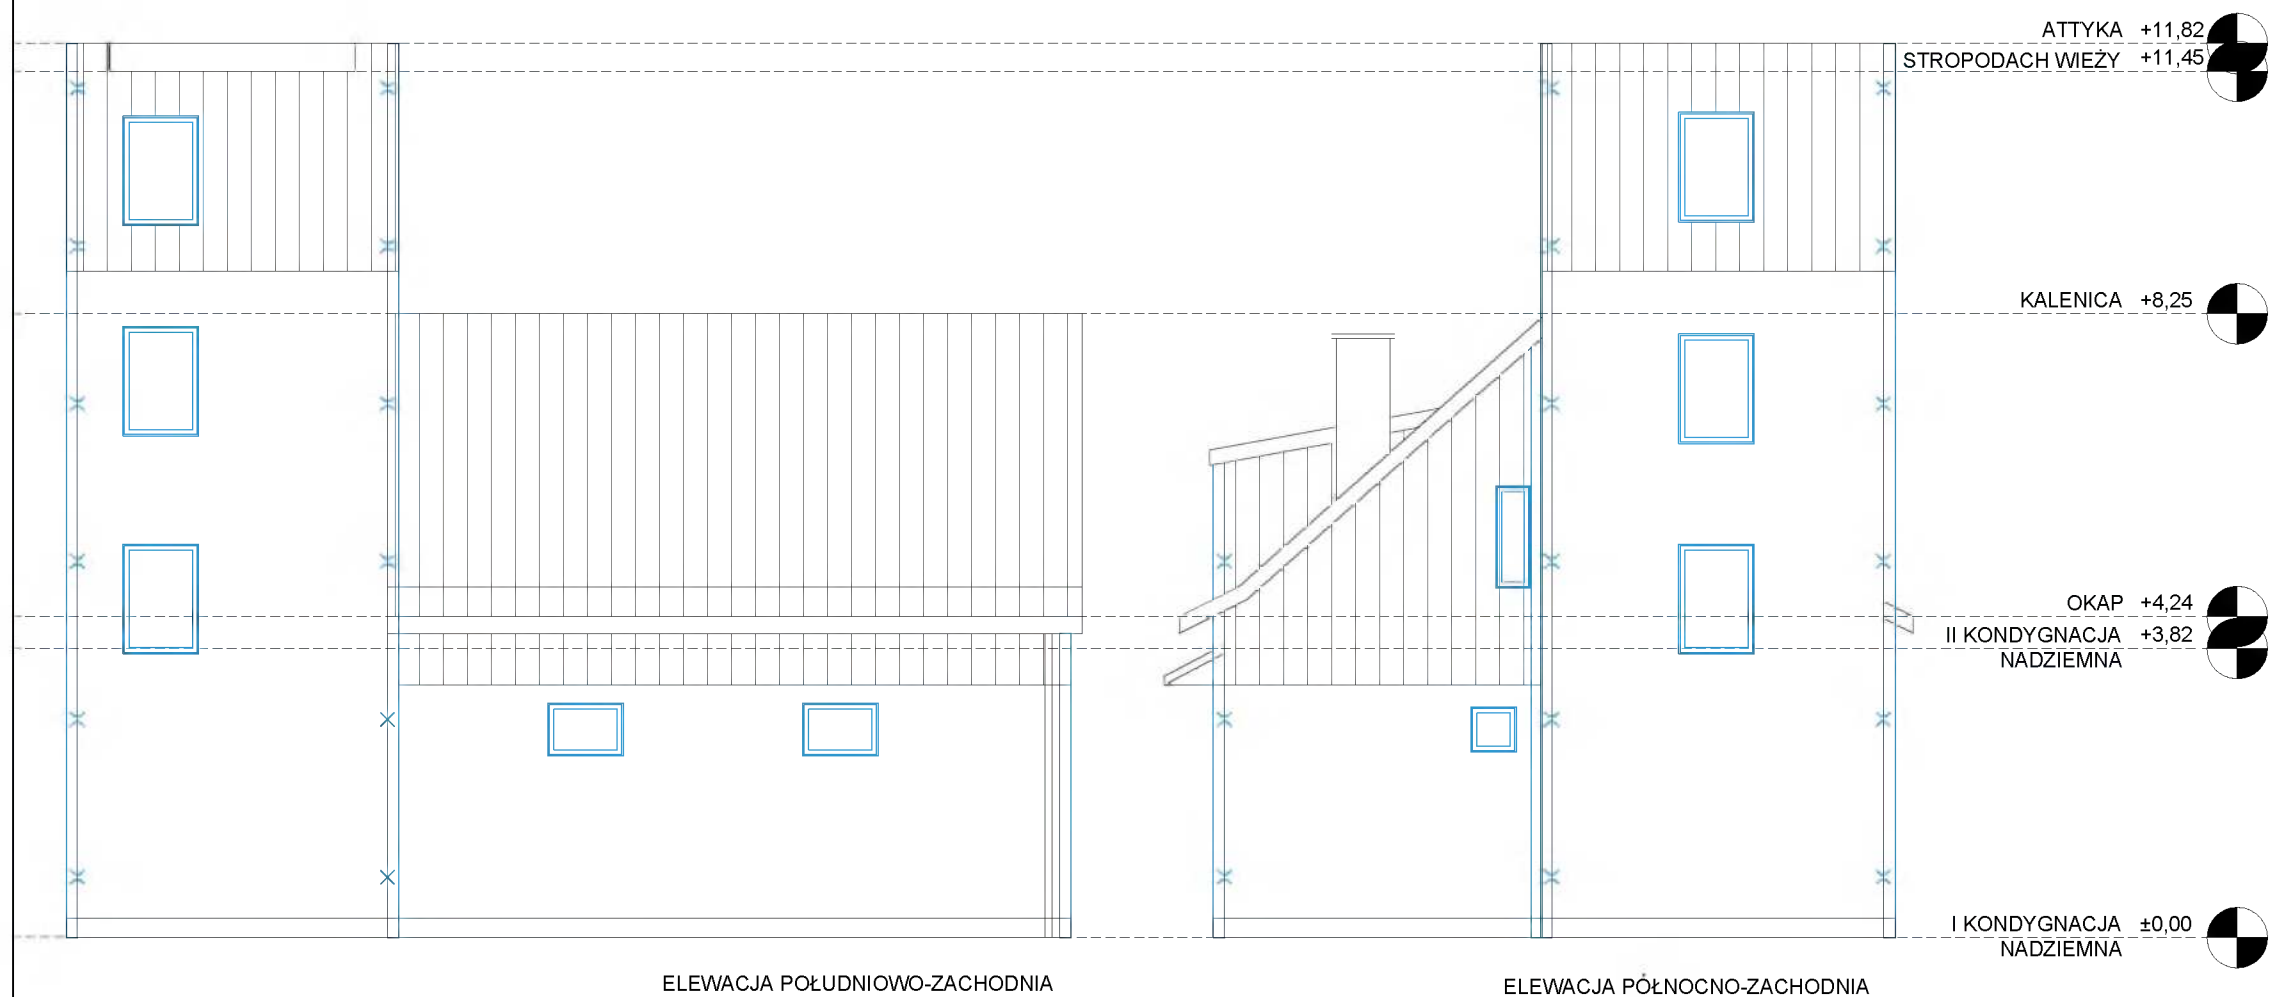 ATTYKA +11,82
STROPODACH WIEŻY +11,45
KALENICA +8,25
OKAP +4,24
II KONDYGNACJA +3,82
NADZIEMNA
I KONDYGNACJA ±0,00
NADZIEMNA
ELEWACJA POŁUDNIOWO-ZACHODNIA
ELEWACJA PÓŁNOCNO-ZACHODNIA